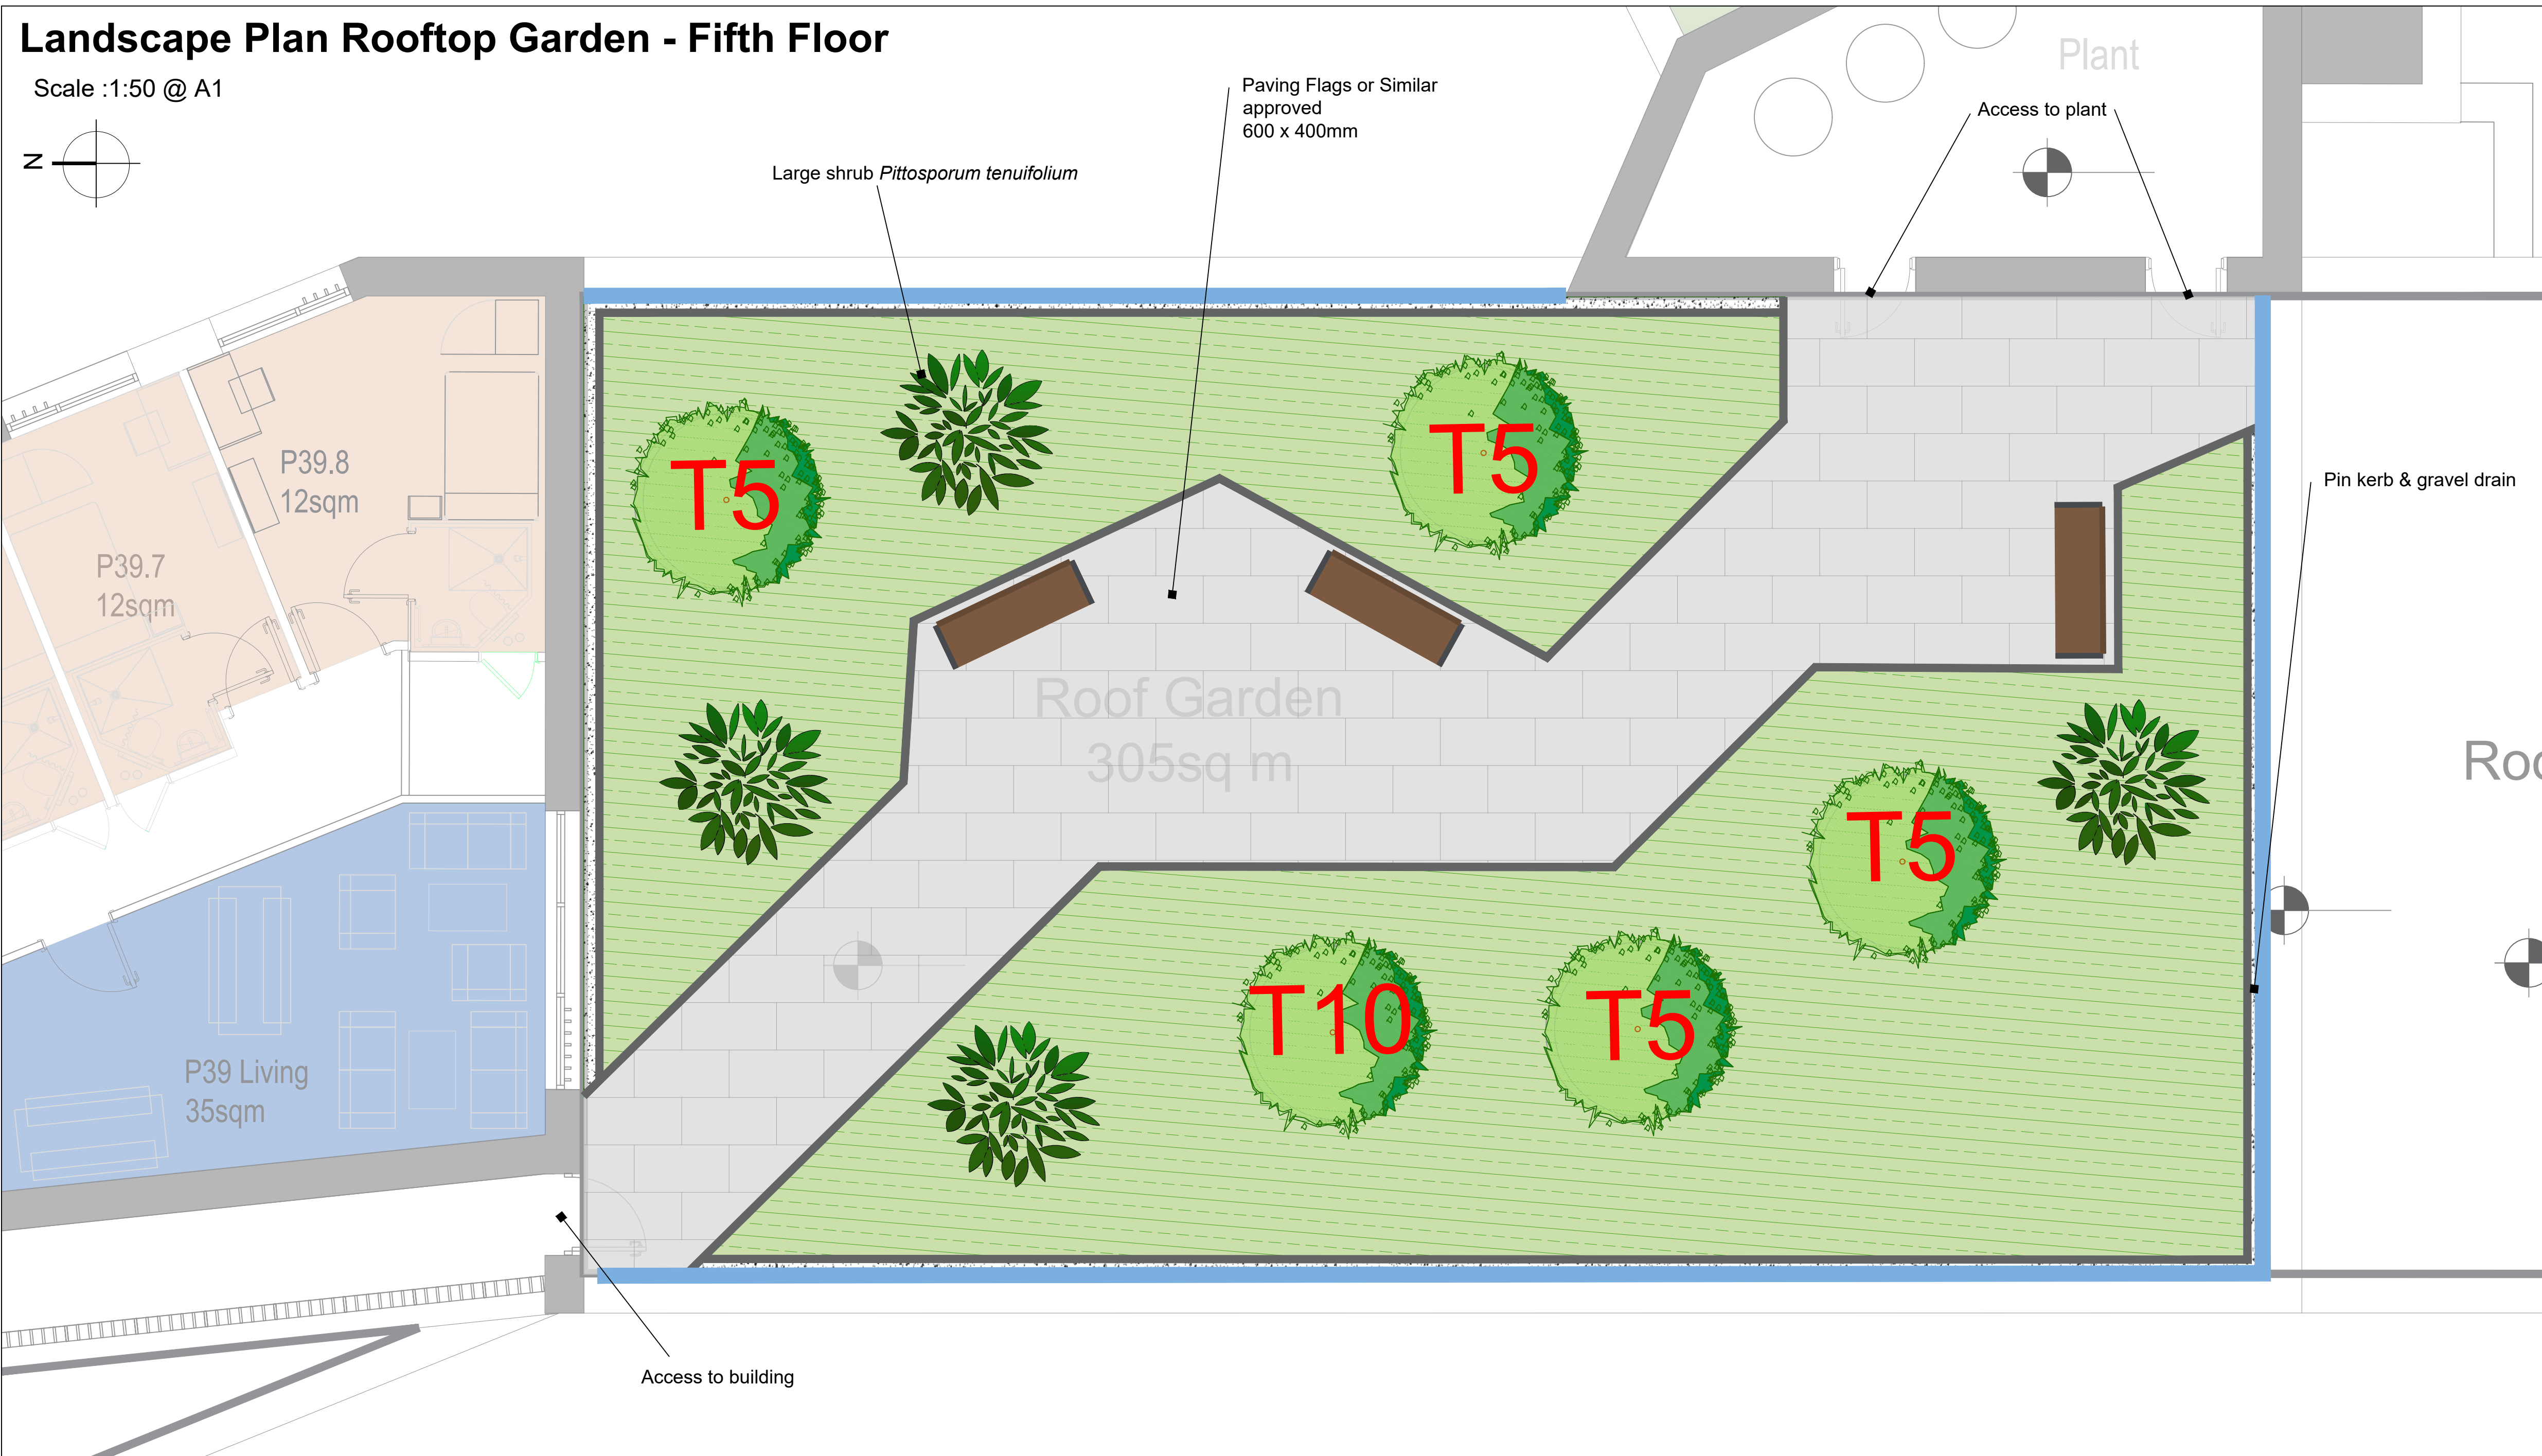 Landscape Plan Rooftop Garden - Fifth Floor
Scale :1:50 @ A1
N
Paving Flags or Similar
approved
600 x 400mm
Large shrub Pittosporum tenuifolium
Plant
Access to plant
P39.8
12sqm
P39.7
12sqm
T5
T5
Pin kerb & gravel drain
Roof Garden
305sq m
T5
T10
T5
P39 Living
35sqm
Access to building